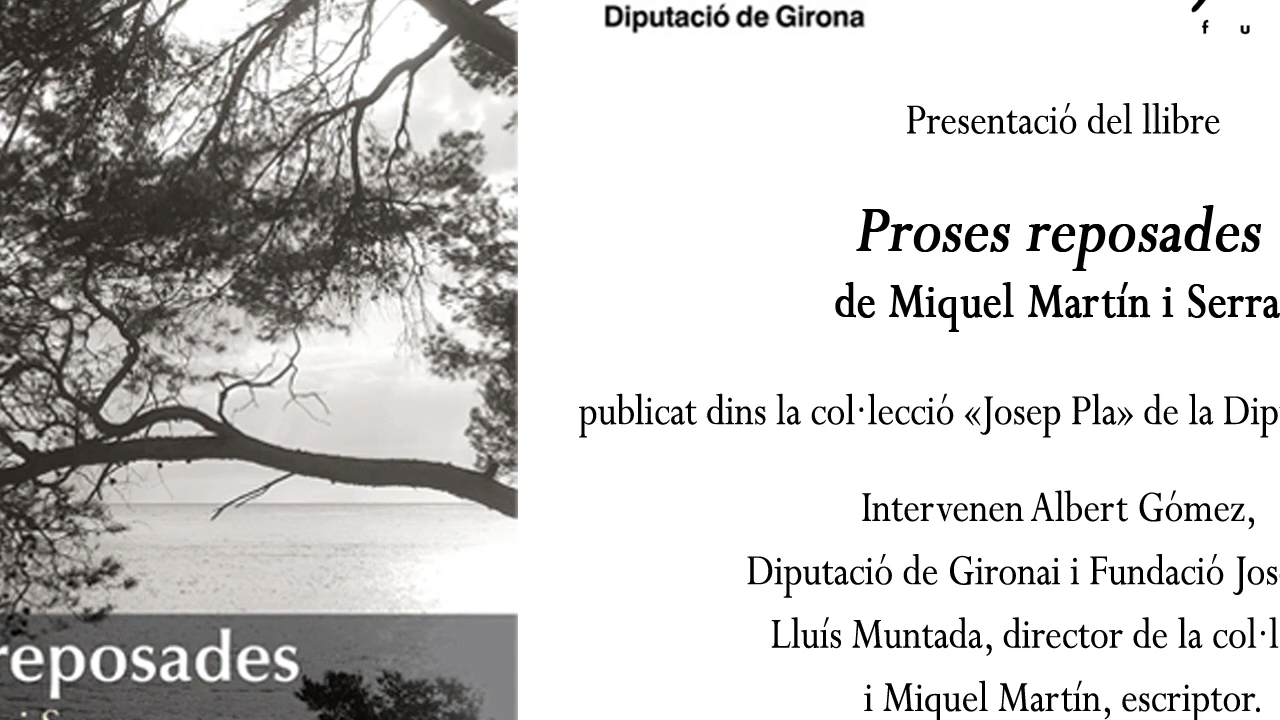 Diputació de Girona
f u
Presentació del llibre
Proses reposades
de Miquel Martín i Serra
publicat dins la col·lecció «Josep Pla» de la Dip
Intervenen Albert Gómez,
Diputació de Gironai i Fundació Jos
Lluís Muntada, director de la col·l
i Miquel Martín, escriptor.
reposades